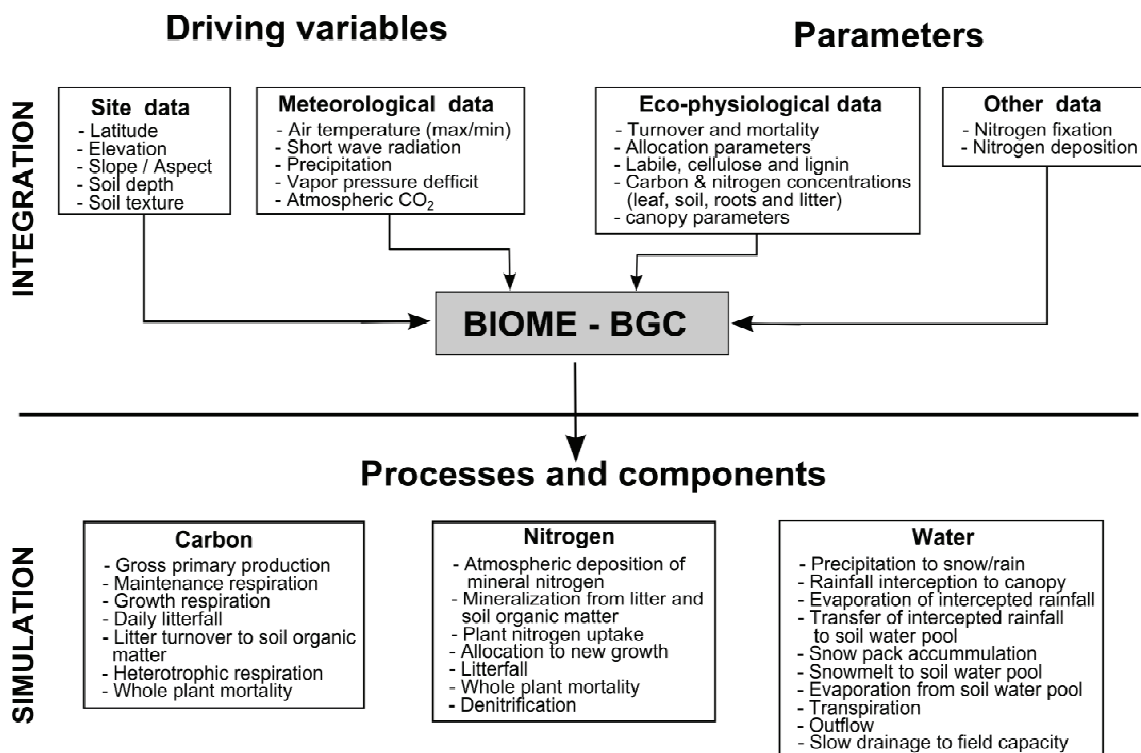 Driving variables
Parameters
INTEGRATION
Site data
- Latitude
- Elevation
- Slope / Aspect
- Soil depth
- Soil texture
Meteorological data
- Air temperature (max/min)
- Short wave radiation
- Precipitation
- Vapor pressure defficit
- Atmospheric CO₂
Eco-physiological data
- Turnover and mortality
- Allocation parameters
- Labile, cellulose and lignin
- Carbon & nitrogen concentrations
(leaf, soil, roots and litter)
- canopy parameters
Other data
- Nitrogen fixation
- Nitrogen deposition
BIOME - BGC
Processes and components
SIMULATION
Carbon
- Gross primary production
- Maintenance respiration
- Growth respiration
- Daily litterfall
- Litter turnover to soil organic
matter
- Heterotrophic respiration
- Whole plant mortality
Nitrogen
- Atmospheric deposition of
mineral nitrogen
- Mineralization from litter and
soil organic matter
- Plant nitrogen uptake
- Allocation to new growth
- Litterfall
- Whole plant mortality
- Denitrification
Water
- Precipitation to snow/rain
- Rainfall interception to canopy
- Evaporation of intercepted rainfall
- Transfer of intercepted rainfall
to soil water pool
- Snow pack accummulation
- Snowmelt to soil water pool
- Evaporation from soil water pool
- Transpiration
- Outflow
- Slow drainage to field capacity